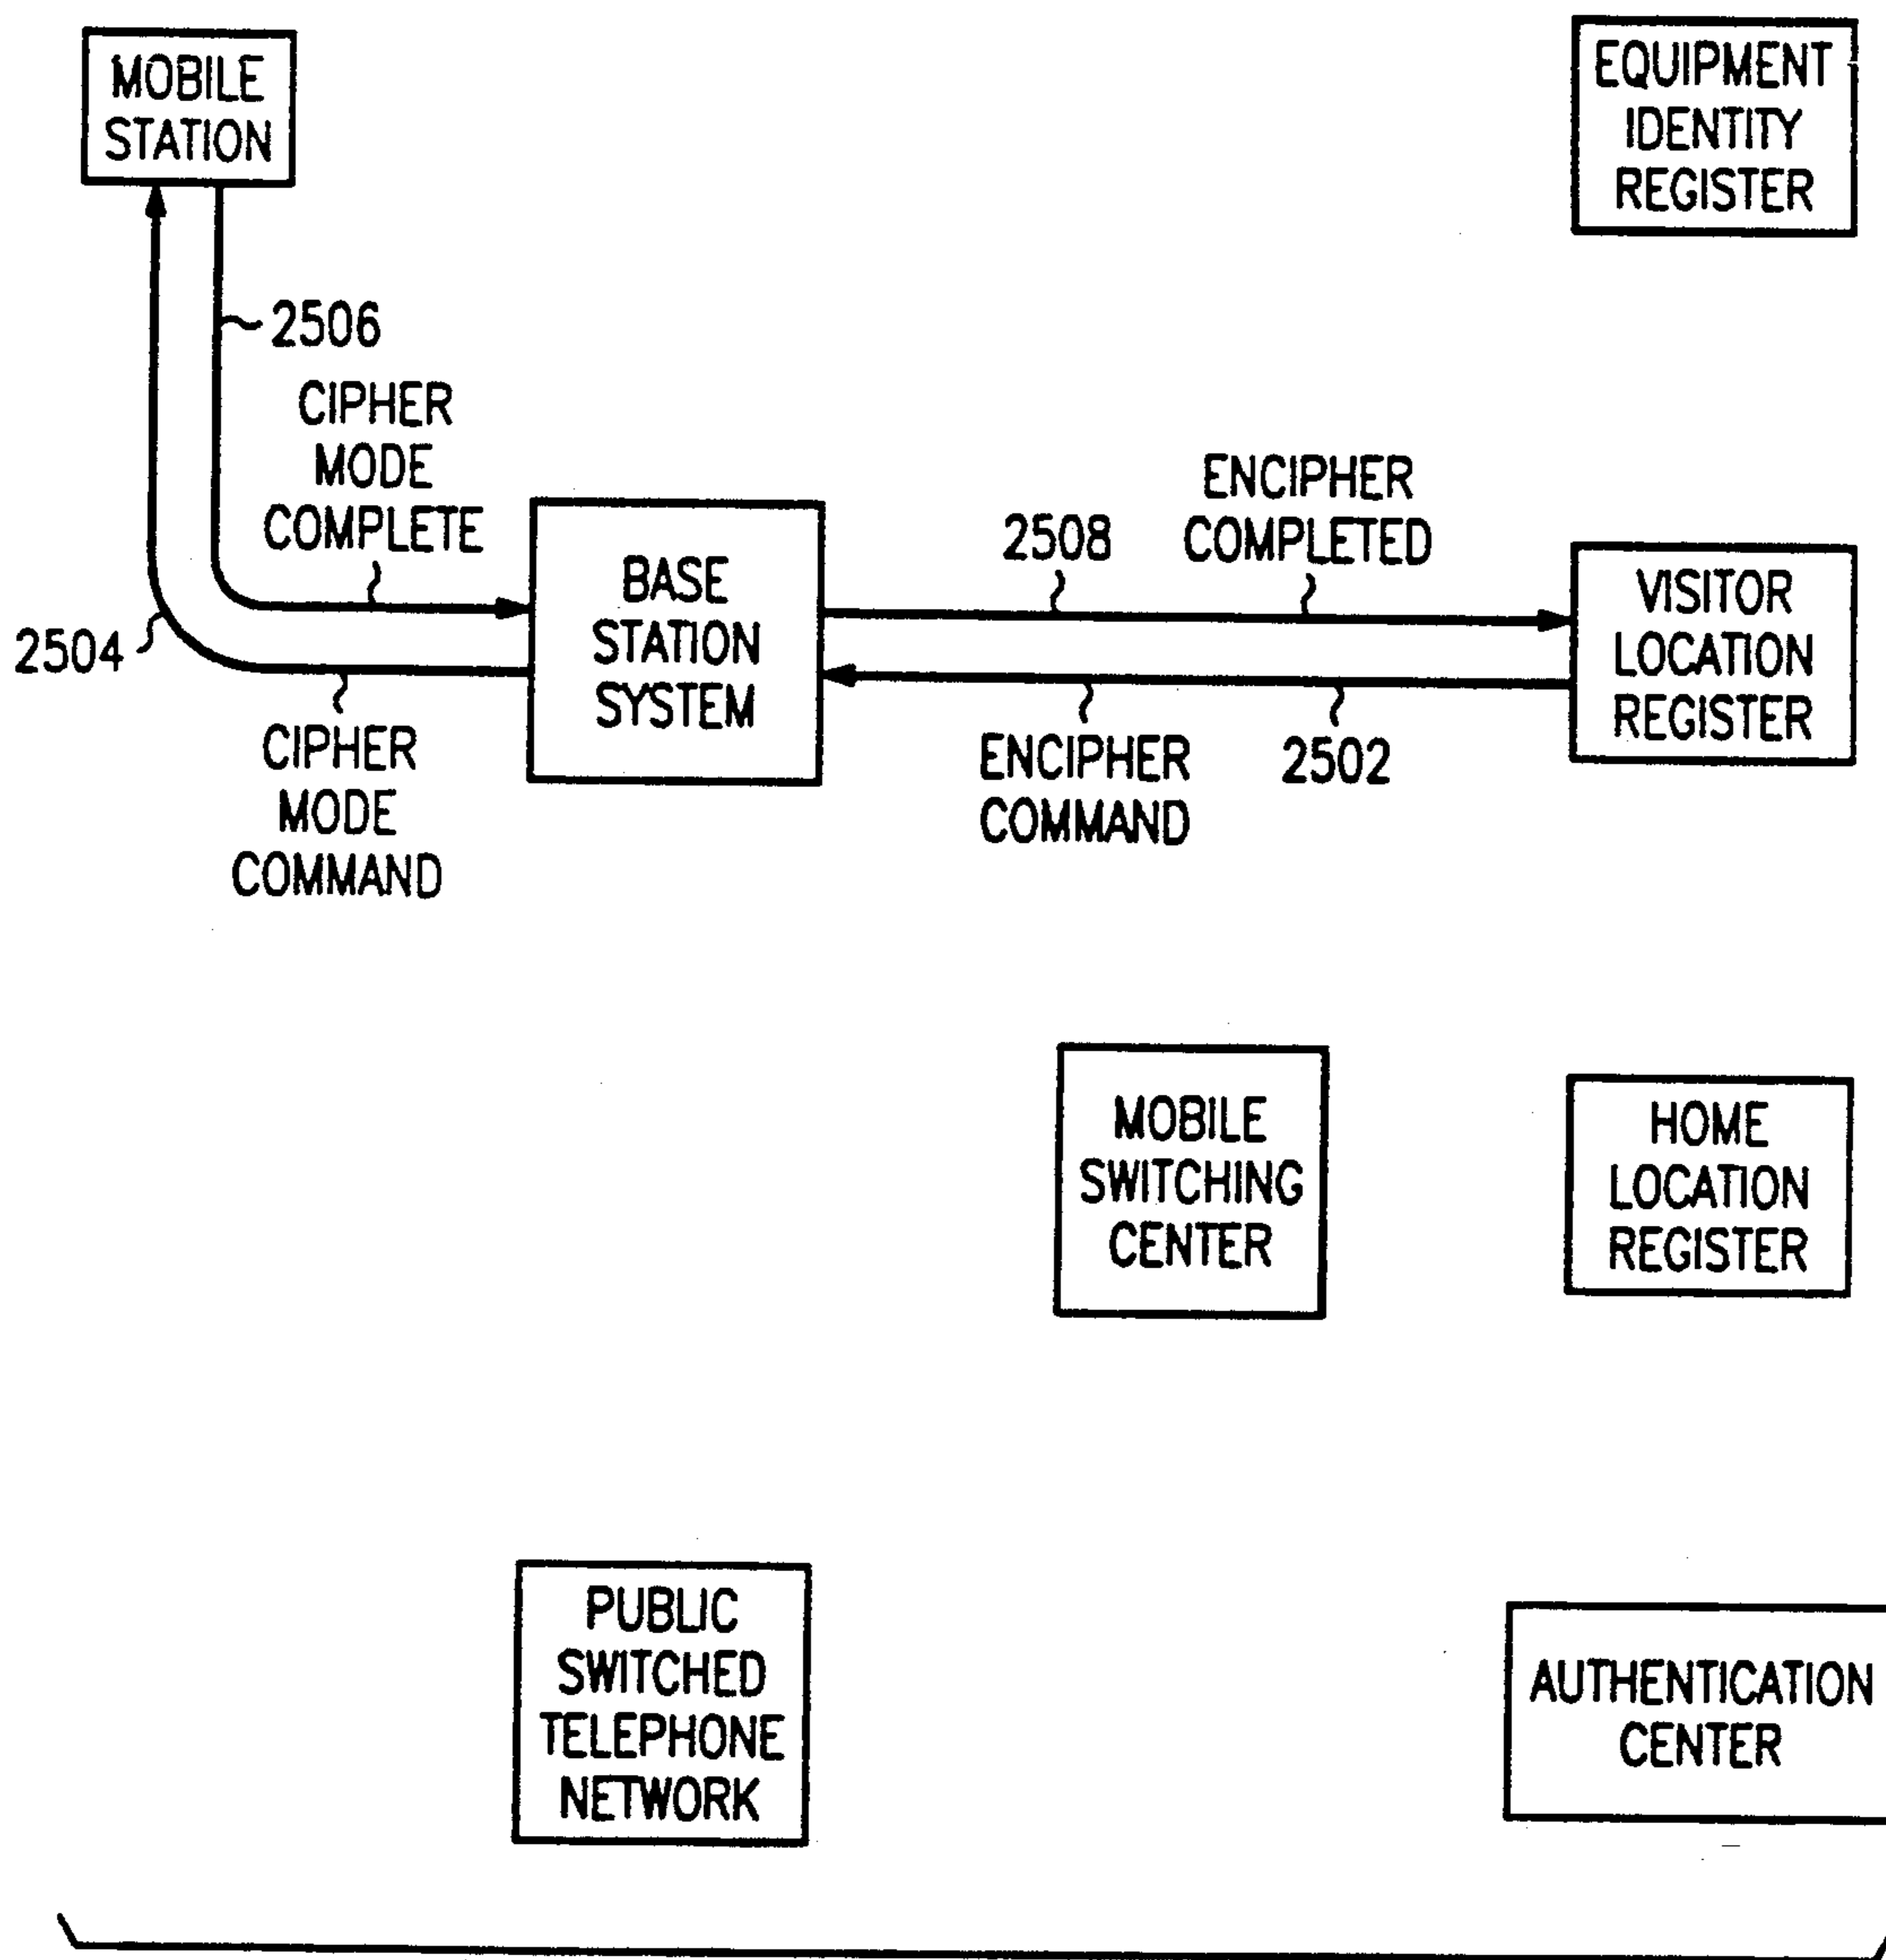 MOBILE
STATION
EQUIPMENT
IDENTITY
REGISTER
2506
CIPHER
MODE
COMPLETE
2504
CIPHER
MODE
COMMAND
BASE
STATION
SYSTEM
2508
ENCIPHER
COMPLETED
ENCIPHER
COMMAND
2502
VISITOR
LOCATION
REGISTER
MOBILE
SWITCHING
CENTER
HOME
LOCATION
REGISTER
PUBLIC
SWITCHED
TELEPHONE
NETWORK
AUTHENTICATION
CENTER